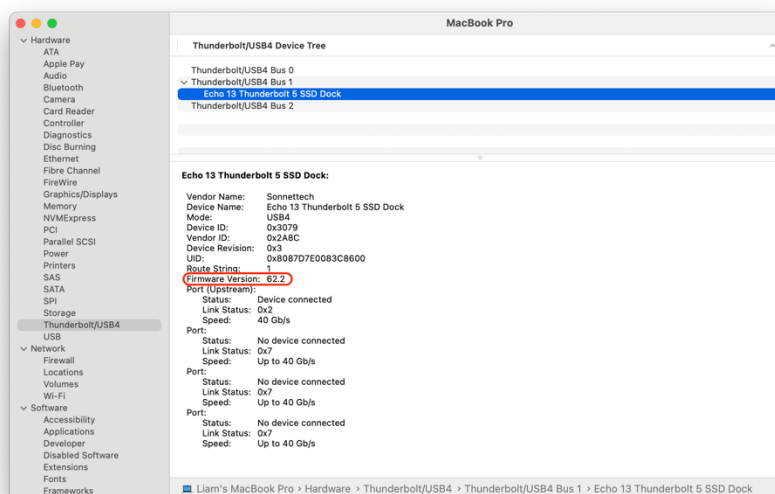 MacBook Pro
Hardware
ATA
Apple Pay
Audio
Bluetooth
Camera
Card Reader
Controller
Diagnostics
Disc Burning
Ethernet
Fibre Channel
FireWire
Graphics/Displays
Memory
NVMExpress
PCI
Parallel SCSI
Power
Printers
SAS
SATA
SPI
Storage
Thunderbolt/USB4
USB
Network
Firewall
Locations
Volumes
Wi-Fi
Software
Accessibility
Applications
Developer
Disabled Software
Extensions
Fonts
Frameworks
Thunderbolt/USB4 Device Tree
Thunderbolt/USB4 Bus 0
Thunderbolt/USB4 Bus 1
Echo 13 Thunderbolt 5 SSD Dock
Thunderbolt/USB4 Bus 2
Echo 13 Thunderbolt 5 SSD Dock:
Vendor Name: Sonnettech
Device Name: Echo 13 Thunderbolt 5 SSD Dock
Mode: USB4
Device ID: 0x3079
Vendor ID: 0x2A8C
Device Revision: 0x3
UID: 0x8087D7E0083C8600
Route String: 1
Firmware Version: 62.2
Port (Upstream):
Status: Device connected
Link Status: 0x2
Speed: 40 Gb/s
Port:
Status: No device connected
Link Status: 0x7
Speed: Up to 40 Gb/s
Port:
Status: No device connected
Link Status: 0x7
Speed: Up to 40 Gb/s
Port:
Status: No device connected
Link Status: 0x7
Speed: Up to 40 Gb/s
Liam's MacBook Pro › Hardware › Thunderbolt/USB4 › Thunderbolt/USB4 Bus 1 › Echo 13 Thunderbolt 5 SSD Dock